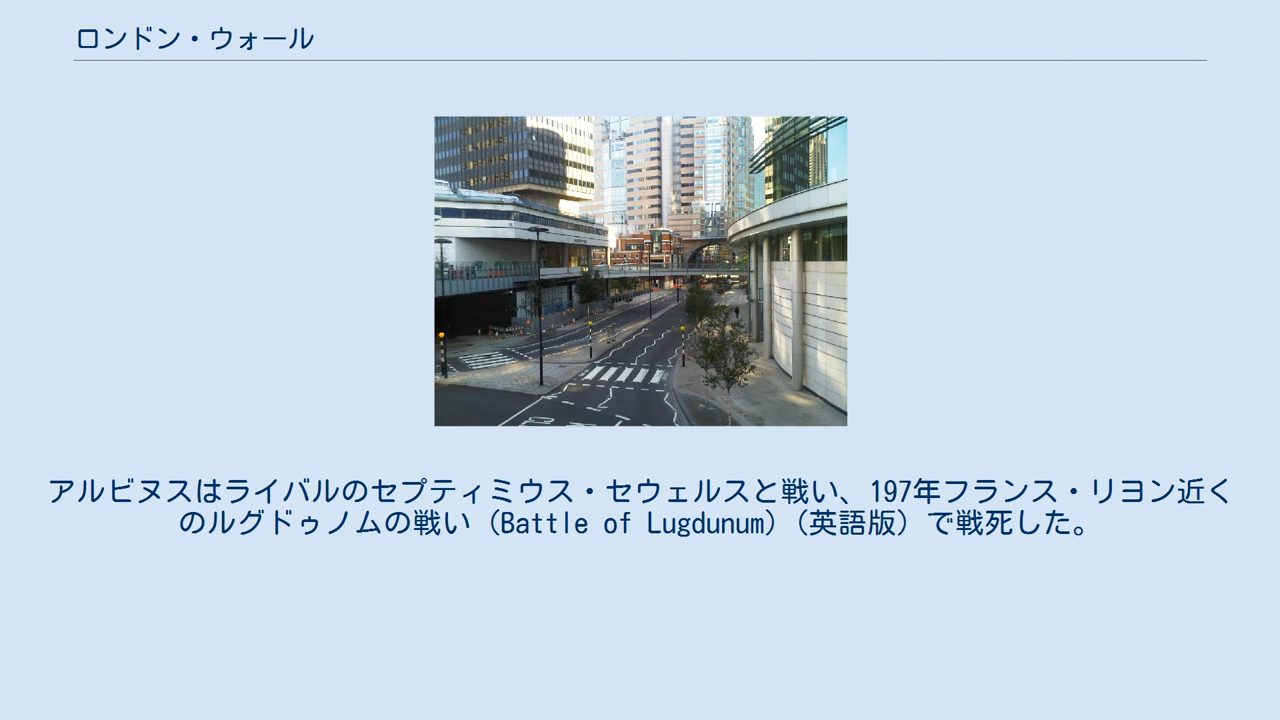 ロンドン・ウォール
アルビヌスはライバルのセプティミウス・セウェルスと戦い、197年フランス・リヨン近く
のルグドゥノムの戦い（Battle of Lugdunum）（英語版）で戦死した。